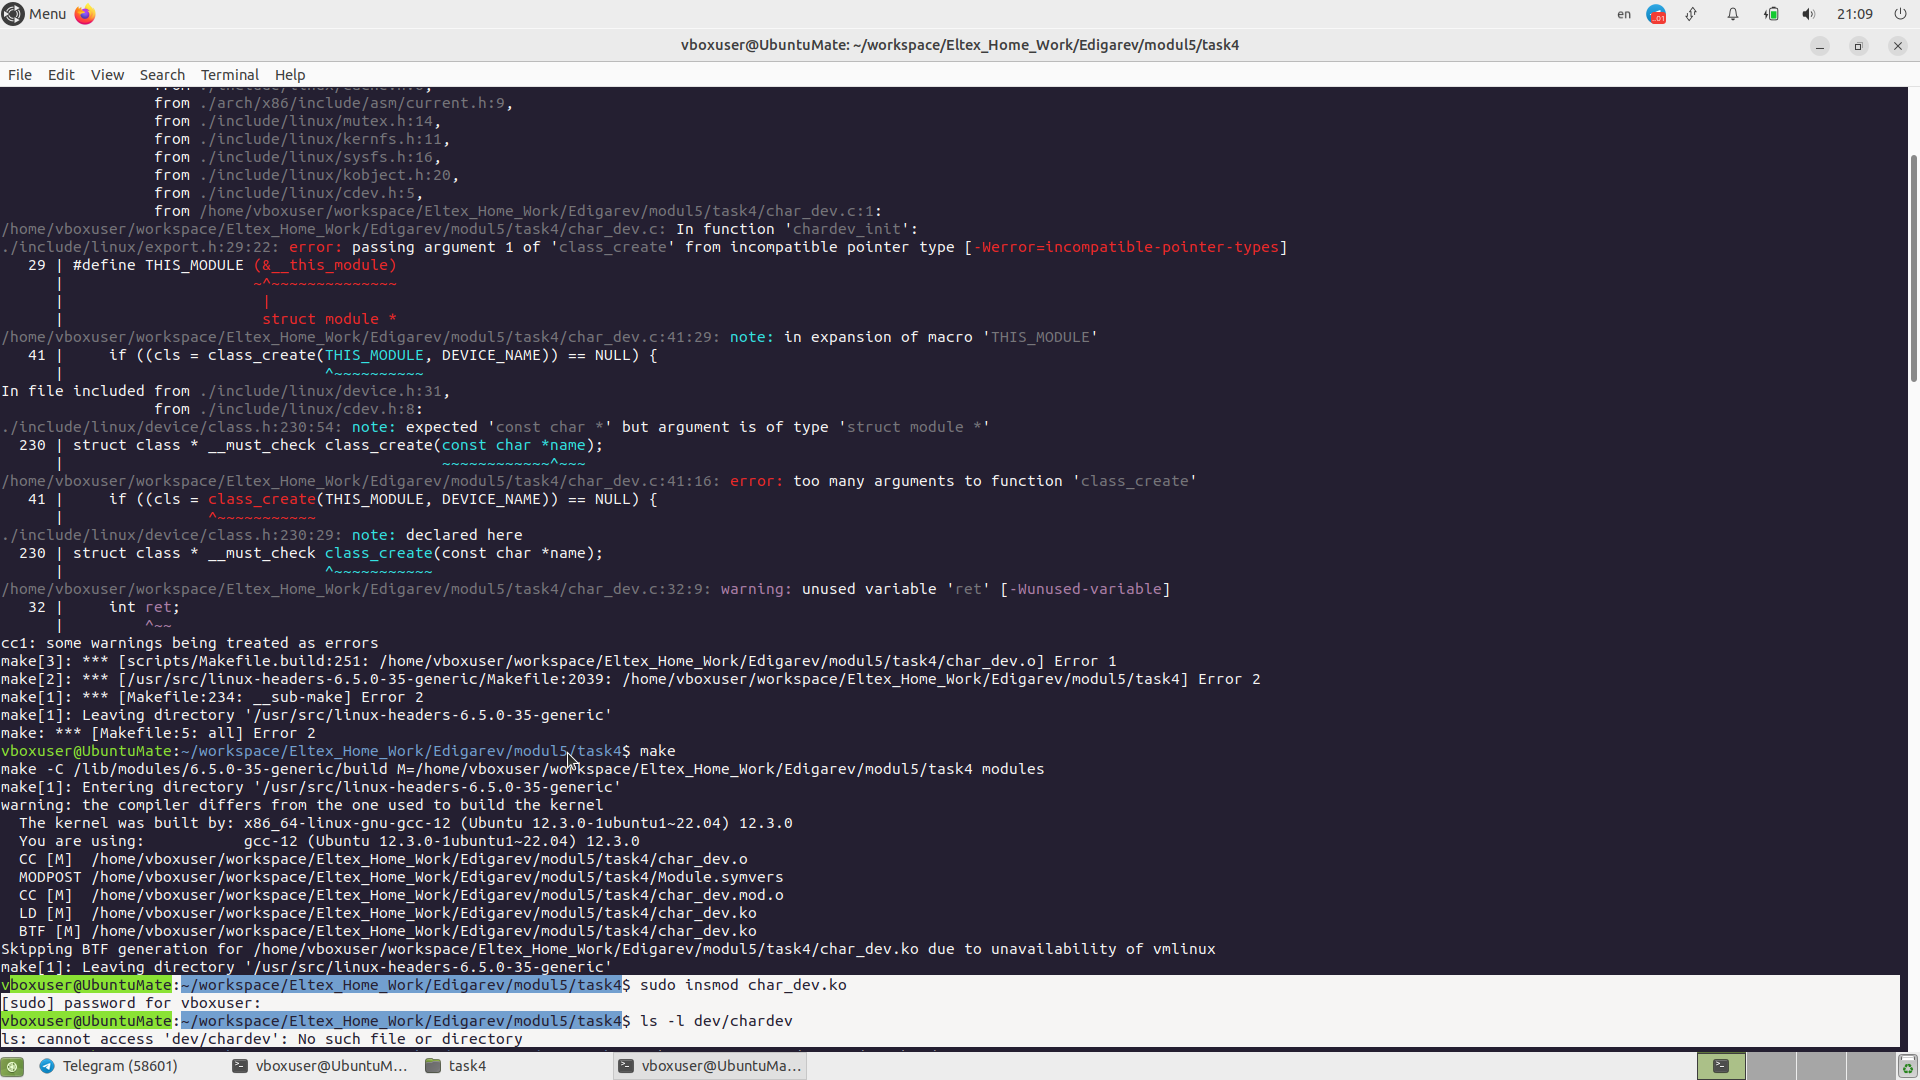 Menu
en
_01
21:09
vboxuser@UbuntuMate: ~/workspace/Eltex_Home_Work/Edigarev/modul5/task4
File Edit View Search Terminal Help
from ./include/linux/cache.h:6,
from ./arch/x86/include/asm/current.h:9,
from ./include/linux/mutex.h:14,
from ./include/linux/kernfs.h:11,
from ./include/linux/sysfs.h:16,
from ./include/linux/kobject.h:20,
from ./include/linux/cdev.h:5,
from /home/vboxuser/workspace/Eltex_Home_Work/Edigarev/modul5/task4/char_dev.c:1:
/home/vboxuser/workspace/Eltex_Home_Work/Edigarev/modul5/task4/char_dev.c: In function 'chardev_init':
./include/linux/export.h:29:22: error: passing argument 1 of 'class_create' from incompatible pointer type [-Werror=incompatible-pointer-types]
29 | #define THIS_MODULE (&__this_module)
| ~^~~~~~~~~~~~~~~
| |
| struct module *
/home/vboxuser/workspace/Eltex_Home_Work/Edigarev/modul5/task4/char_dev.c:41:29: note: in expansion of macro 'THIS_MODULE'
41 | if ((cls = class_create(THIS_MODULE, DEVICE_NAME)) == NULL) {
| ^~~~~~~~~~~
In file included from ./include/linux/device.h:31,
from ./include/linux/cdev.h:8:
./include/linux/device/class.h:230:54: note: expected 'const char *' but argument is of type 'struct module *'
230 | struct class * __must_check class_create(const char *name);
| ~~~~~~~~~~~~^~~~
/home/vboxuser/workspace/Eltex_Home_Work/Edigarev/modul5/task4/char_dev.c:41:16: error: too many arguments to function 'class_create'
41 | if ((cls = class_create(THIS_MODULE, DEVICE_NAME)) == NULL) {
| ^~~~~~~~~~~~
./include/linux/device/class.h:230:29: note: declared here
230 | struct class * __must_check class_create(const char *name);
| ^~~~~~~~~~~~
/home/vboxuser/workspace/Eltex_Home_Work/Edigarev/modul5/task4/char_dev.c:32:9: warning: unused variable 'ret' [-Wunused-variable]
32 | int ret;
| ^~~
cc1: some warnings being treated as errors
make[3]: *** [scripts/Makefile.build:251: /home/vboxuser/workspace/Eltex_Home_Work/Edigarev/modul5/task4/char_dev.o] Error 1
make[2]: *** [/usr/src/linux-headers-6.5.0-35-generic/Makefile:2039: /home/vboxuser/workspace/Eltex_Home_Work/Edigarev/modul5/task4] Error 2
make[1]: *** [Makefile:234: __sub-make] Error 2
make[1]: Leaving directory '/usr/src/linux-headers-6.5.0-35-generic'
make: *** [Makefile:5: all] Error 2
vboxuser@UbuntuMate:~/workspace/Eltex_Home_Work/Edigarev/modul5/task4$ make
make -C /lib/modules/6.5.0-35-generic/build M=/home/vboxuser/workspace/Eltex_Home_Work/Edigarev/modul5/task4 modules
make[1]: Entering directory '/usr/src/linux-headers-6.5.0-35-generic'
warning: the compiler differs from the one used to build the kernel
The kernel was built by: x86_64-linux-gnu-gcc-12 (Ubuntu 12.3.0-1ubuntu1~22.04) 12.3.0
You are using: gcc-12 (Ubuntu 12.3.0-1ubuntu1~22.04) 12.3.0
CC [M] /home/vboxuser/workspace/Eltex_Home_Work/Edigarev/modul5/task4/char_dev.o
MODPOST /home/vboxuser/workspace/Eltex_Home_Work/Edigarev/modul5/task4/Module.symvers
CC [M] /home/vboxuser/workspace/Eltex_Home_Work/Edigarev/modul5/task4/char_dev.mod.o
LD [M] /home/vboxuser/workspace/Eltex_Home_Work/Edigarev/modul5/task4/char_dev.ko
BTF [M] /home/vboxuser/workspace/Eltex_Home_Work/Edigarev/modul5/task4/char_dev.ko
Skipping BTF generation for /home/vboxuser/workspace/Eltex_Home_Work/Edigarev/modul5/task4/char_dev.ko due to unavailability of vmlinux
make[1]: Leaving directory '/usr/src/linux-headers-6.5.0-35-generic'
vboxuser@UbuntuMate:~/workspace/Eltex_Home_Work/Edigarev/modul5/task4$ sudo insmod char_dev.ko
[sudo] password for vboxuser:
vboxuser@UbuntuMate:~/workspace/Eltex_Home_Work/Edigarev/modul5/task4$ ls -l dev/chardev
ls: cannot access 'dev/chardev': No such file or directory
Telegram (58601)
vboxuser@UbuntuM...
task4
vboxuser@UbuntuMa...